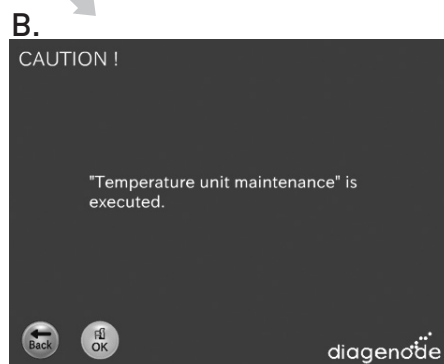 B.
CAUTION !
"Temperature unit maintenance" is
executed.
Back
OK
diagenode